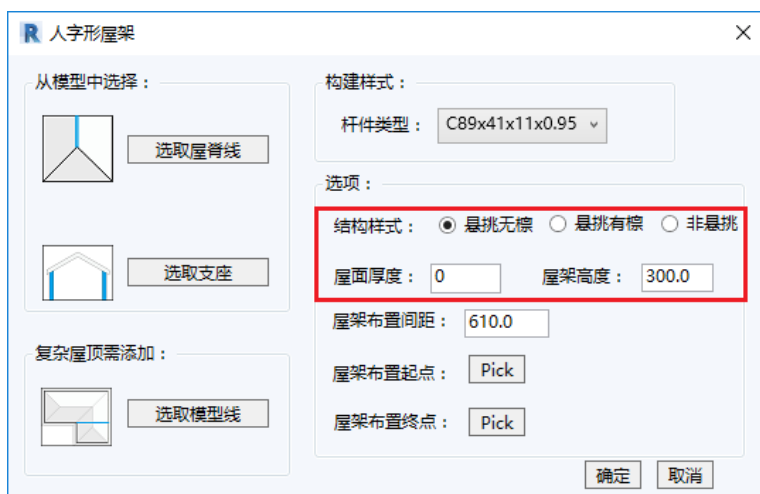 人字形屋架
从模型中选择：
选取屋脊线
选取支座
复杂屋顶需添加：
选取模型线
构建样式：
杆件类型： C89x41x11x0.95
选项：
结构样式： 悬挑无檩 悬挑有檩 非悬挑
屋面厚度： 0 屋架高度： 300.0
屋架布置间距： 610.0
屋架布置起点： Pick
屋架布置终点： Pick
确定 取消